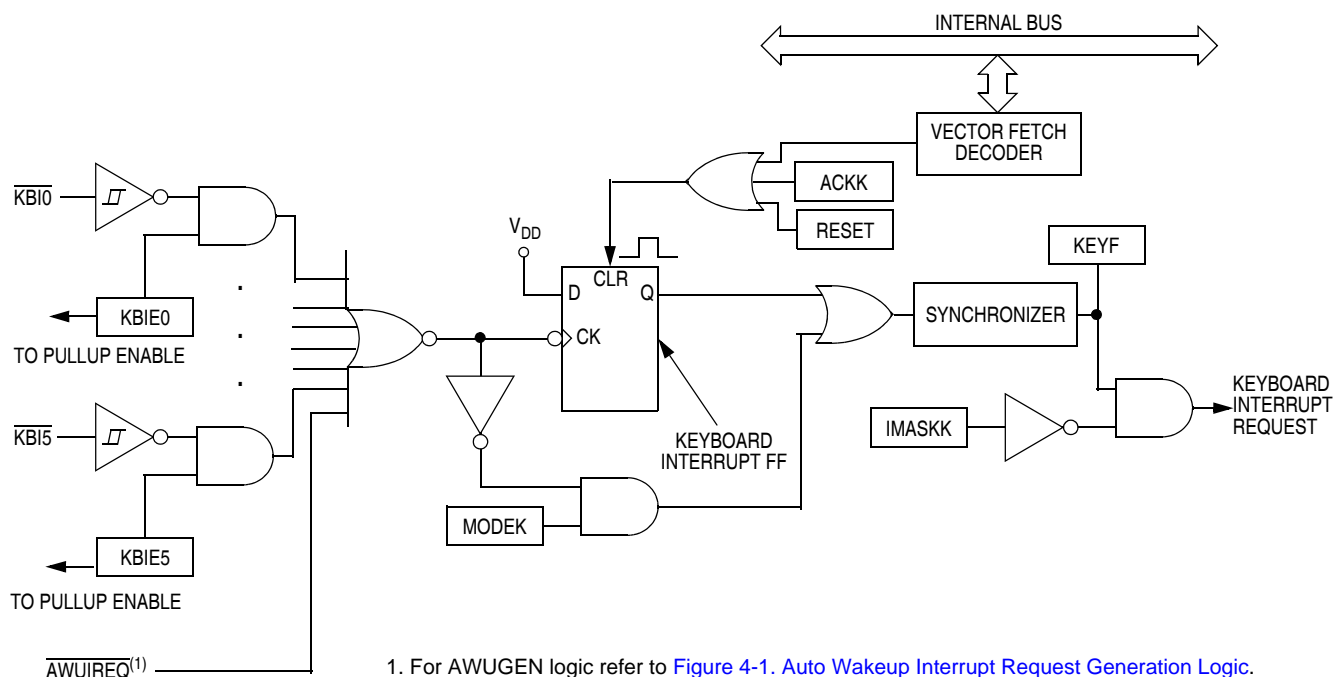 INTERNAL BUS
VECTOR FETCH
DECODER
ACKK
RESET
KBI0
VDD
KEYF
CLR
D
Q
CK
SYNCHRONIZER
KBIE0
TO PULLUP ENABLE
.
.
.
KBI5
KEYBOARD
INTERRUPT FF
IMASKK
KEYBOARD
INTERRUPT
REQUEST
MODEK
KBIE5
TO PULLUP ENABLE
AWUIREQ(1)
1. For AWUGEN logic refer to Figure 4-1. Auto Wakeup Interrupt Request Generation Logic.